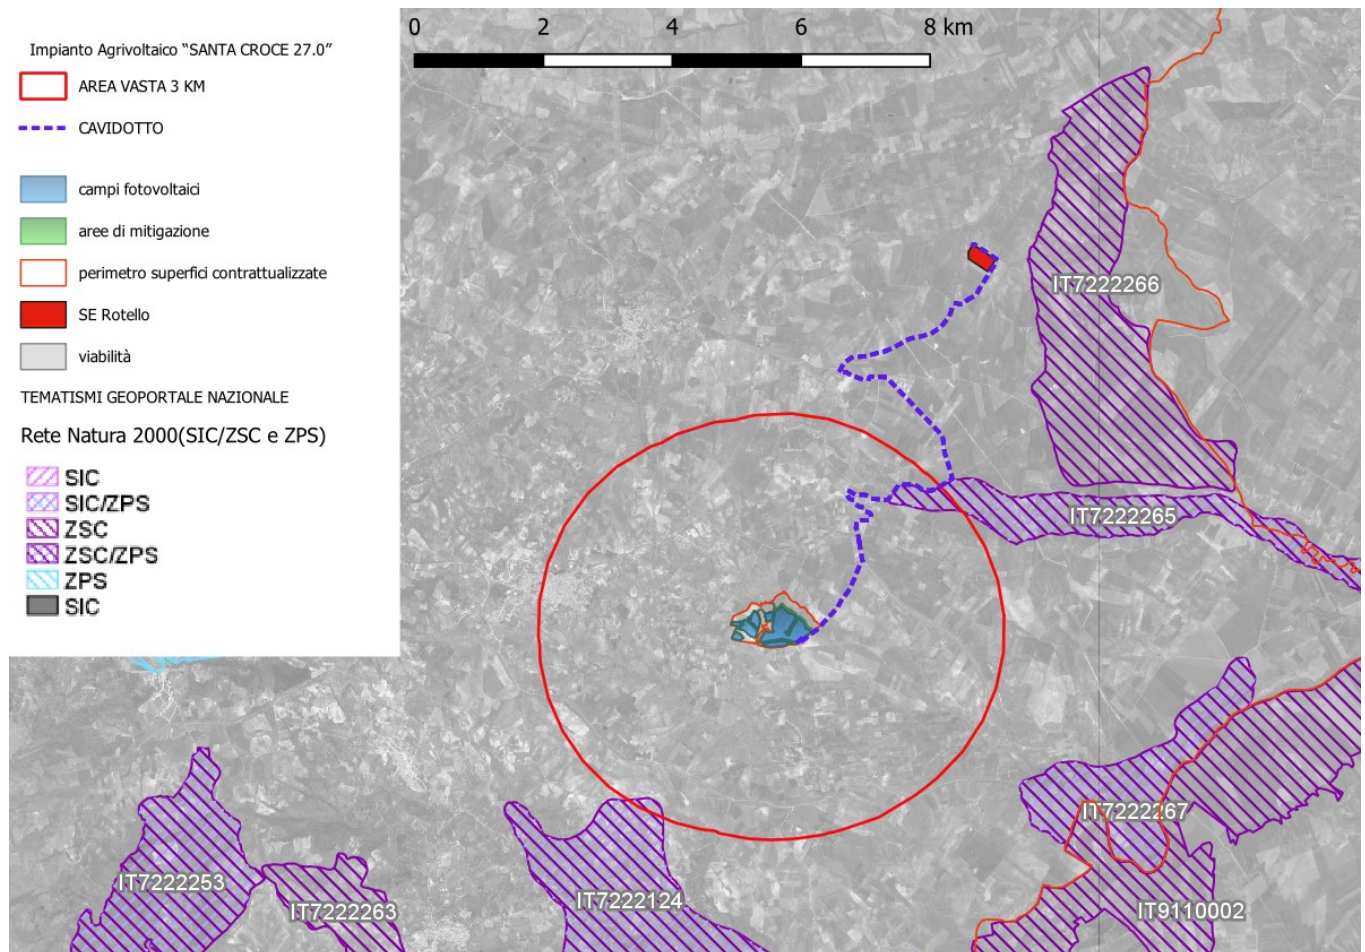 Impianto Agrivoltaico “SANTA CROCE 27.0”
AREA VASTA 3 KM
CAVIDOTTO
campi fotovoltaici
aree di mitigazione
perimetro superfici contrattualizzate
SE Rotello
viabilità
TEMATISMI GEOPORTALE NAZIONALE
Rete Natura 2000(SIC/ZSC e ZPS)
SIC
SIC/ZPS
ZSC
ZSC/ZPS
ZPS
SIC
0 2 4 6 8 km
IT7222266
IT7222265
IT7222267
IT7222253
IT7222263
IT7222124
IT9110002